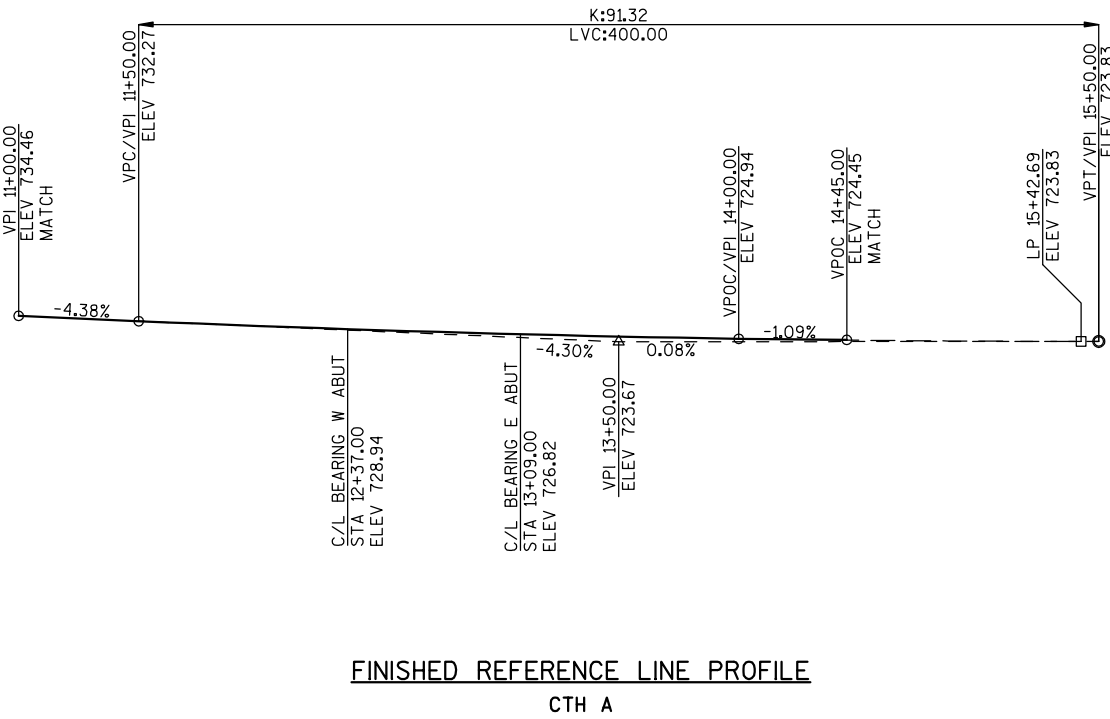 K:91.32
LVC:400.00
VPI 11+00.00
ELEV 734.46
MATCH
VPC/VPI 11+50.00
ELEV 732.27
VPOC/VPI 14+00.00
ELEV 724.94
VPOC 14+45.00
ELEV 724.45
MATCH
LP 15+42.69
ELEV 723.83
VPT/VPI 15+50.00
ELEV 723.83
-4.38%
-4.30%
0.08%
-1.09%
C/L BEARING W ABUT
STA 12+37.00
ELEV 728.94
C/L BEARING E ABUT
STA 13+09.00
ELEV 726.82
VPI 13+50.00
ELEV 723.67
FINISHED REFERENCE LINE PROFILE
CTH A